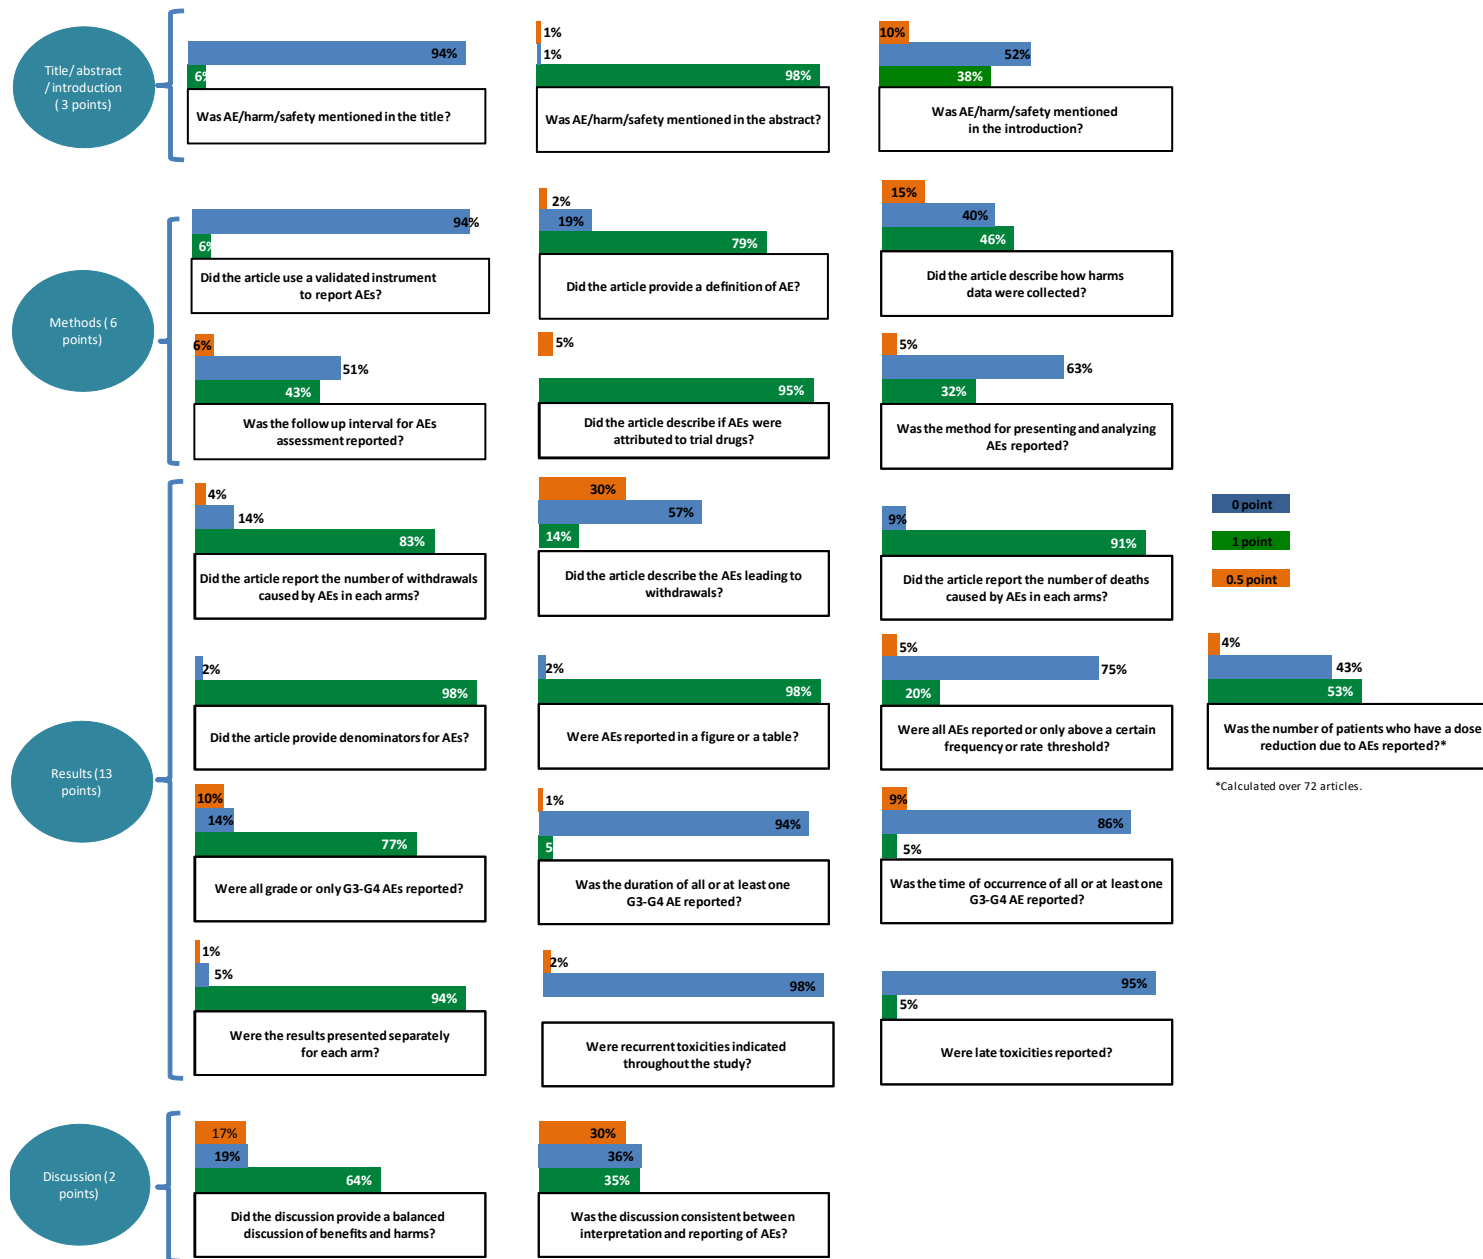 Title/ abstract
/ introduction
( 3 points)
94%
6%
Was AE/harm/safety mentioned in the title?
1%
1%
98%
Was AE/harm/safety mentioned in the abstract?
10%
52%
38%
Was AE/harm/safety mentioned
in the introduction?
Methods ( 6
points)
94%
6%
Did the article use a validated instrument
to report AEs?
2%
19%
79%
Did the article provide a definition of AE?
15%
40%
46%
Did the article describe how harms
data were collected?
6%
51%
43%
Was the follow up interval for AEs
assessment reported?
5%
95%
Did the article describe if AEs were
attributed to trial drugs?
5%
63%
32%
Was the method for presenting and analyzing
AEs reported?
Results (13
points)
4%
14%
83%
Did the article report the number of withdrawals
caused by AEs in each arms?
30%
57%
14%
Did the article describe the AEs leading to
withdrawals?
9%
91%
Did the article report the number of deaths
caused by AEs in each arms?
0 point
1 point
0.5 point
2%
98%
Did the article provide denominators for AEs?
2%
98%
Were AEs reported in a figure or a table?
5%
75%
20%
Were all AEs reported or only above a certain
frequency or rate threshold?
4%
43%
53%
Was the number of patients who have a dose
reduction due to AEs reported?*
*Calculated over 72 articles.
10%
14%
77%
Were all grade or only G3-G4 AEs reported?
1%
94%
5
Was the duration of all or at least one
G3-G4 AE reported?
9%
86%
5%
Was the time of occurrence of all or at least one
G3-G4 AE reported?
1%
5%
94%
Were the results presented separately
for each arm?
2%
98%
Were recurrent toxicities indicated
throughout the study?
95%
5%
Were late toxicities reported?
Discussion (2
points)
17%
19%
64%
Did the discussion provide a balanced
discussion of benefits and harms?
30%
36%
35%
Was the discussion consistent between
interpretation and reporting of AEs?